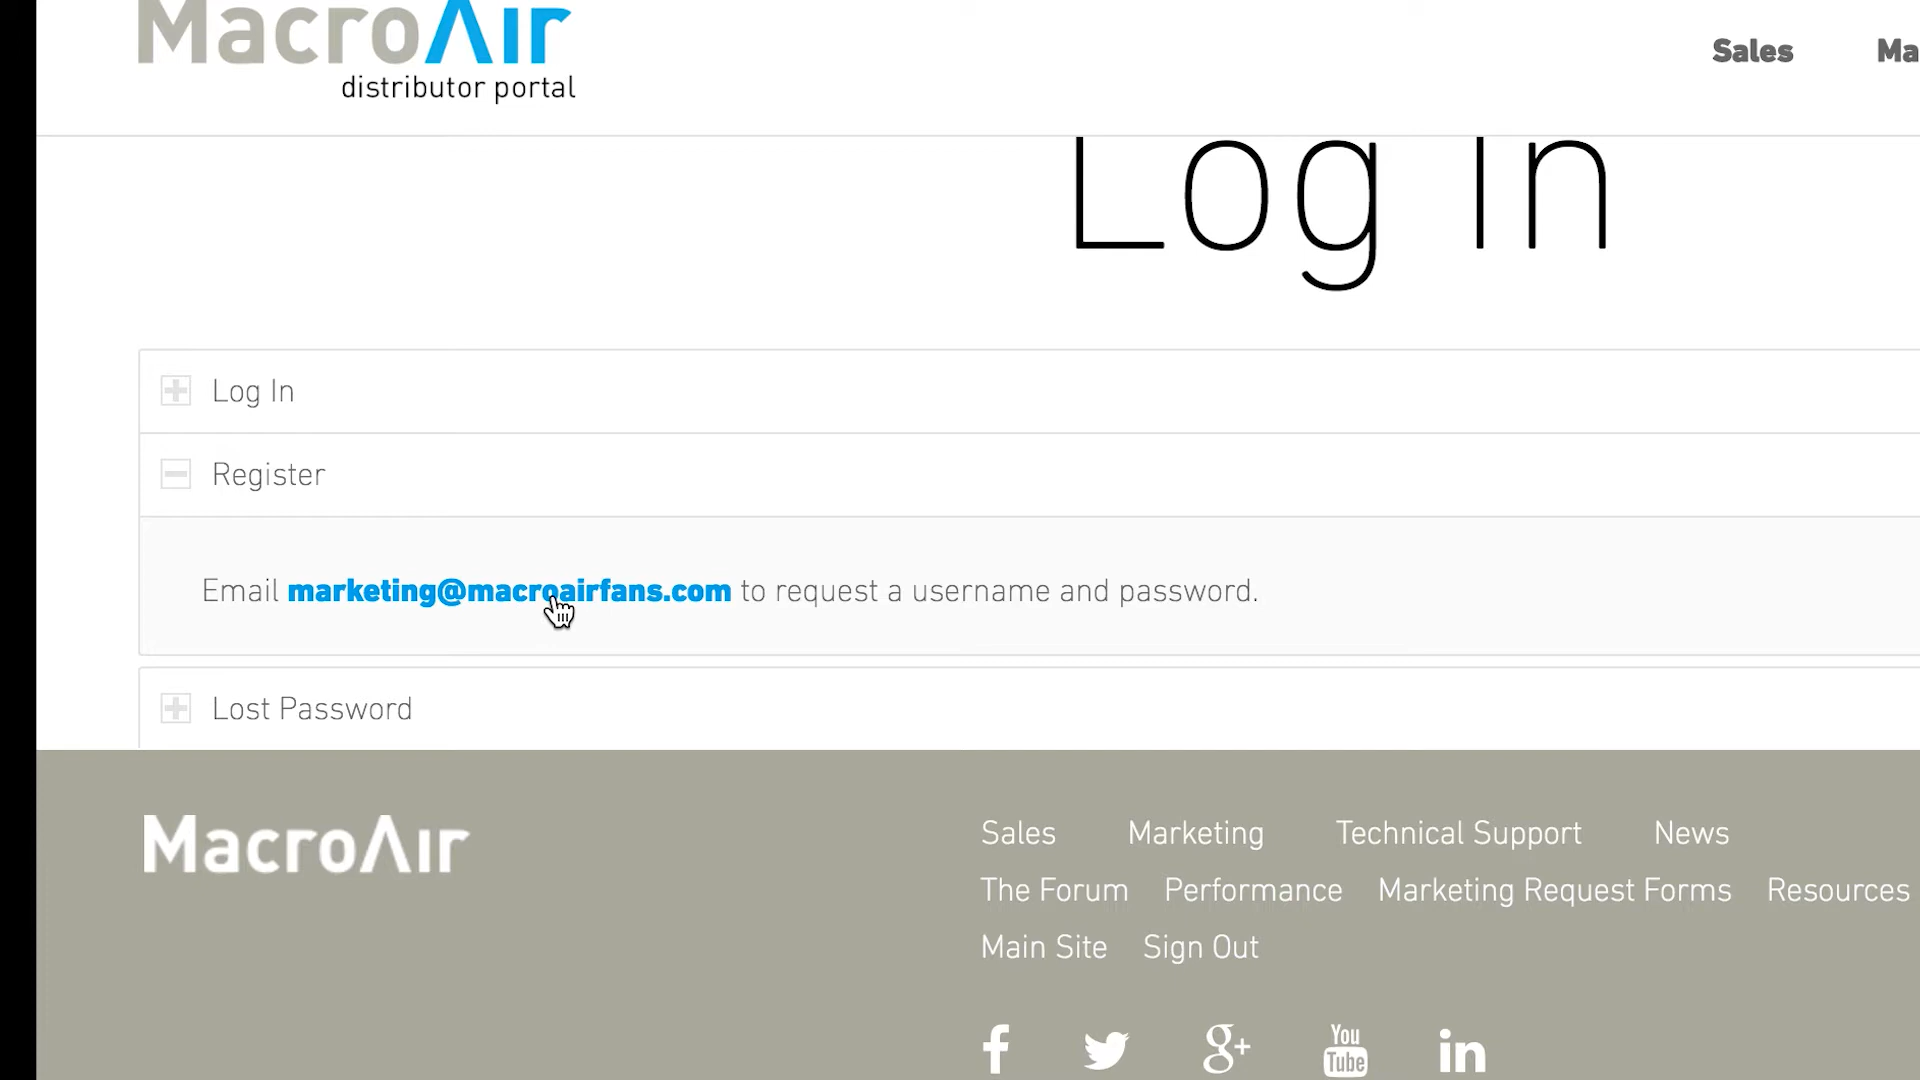 MacroAir
distributor portal
Sales
Log In
Log In
Register
Email marketing@macroairfans.com to request a username and password.
Lost Password
MacroAir
Sales Marketing Technical Support News
The Forum Performance Marketing Request Forms Resources
Main Site Sign Out
You
Tube